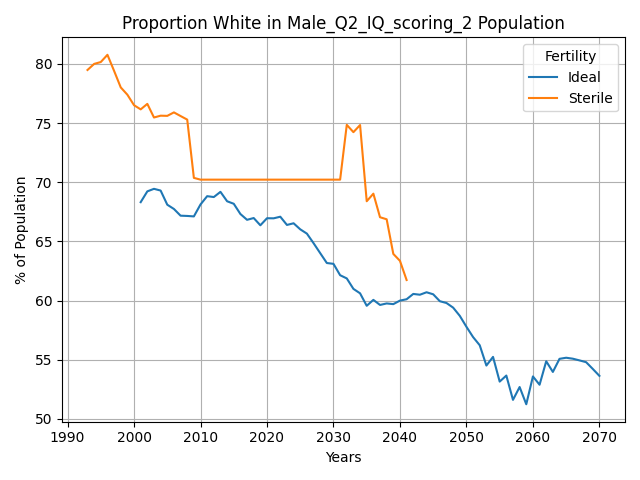 Proportion White in Male_Q2_IQ_scoring_2 Population
Fertility
Ideal
Sterile
% of Population
80
75
70
65
60
55
50
1990
2000
2010
2020
2030
2040
2050
2060
2070
Years